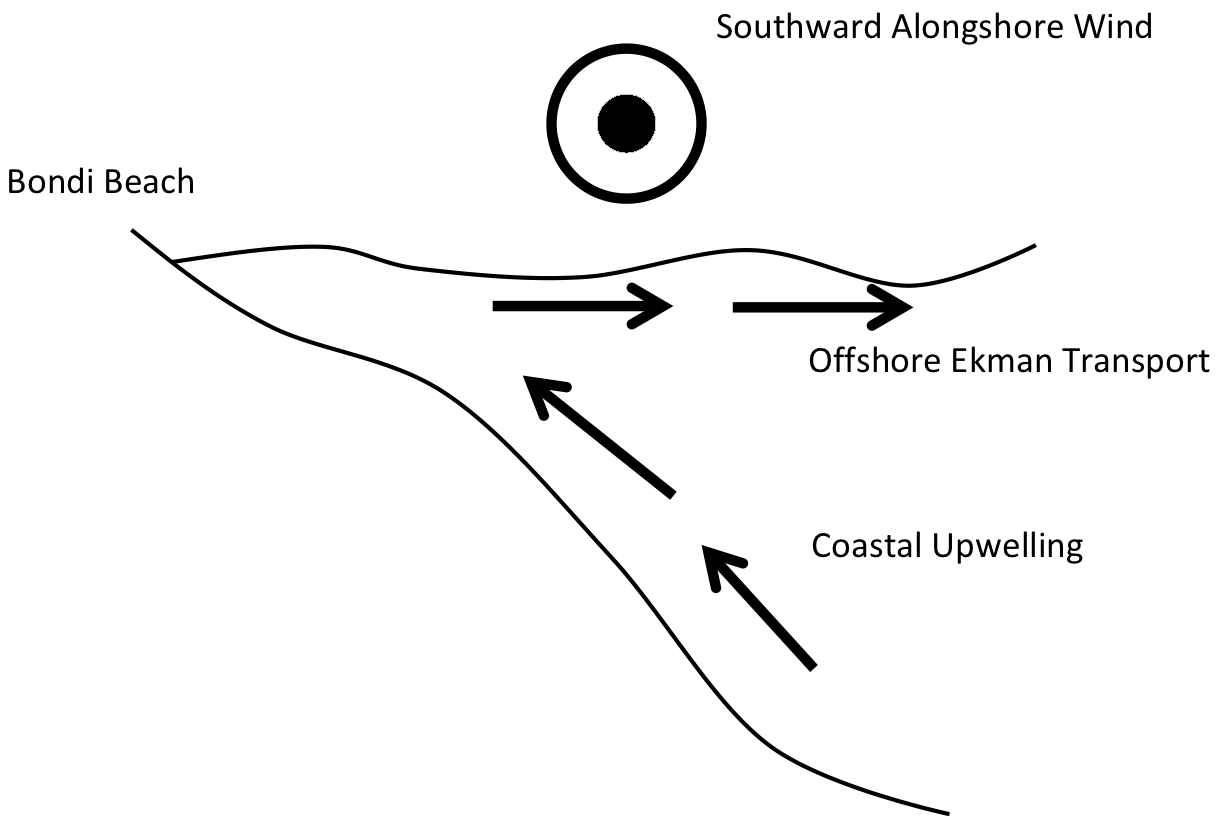 Southward Alongshore Wind
Bondi Beach
Offshore Ekman Transport
Coastal Upwelling